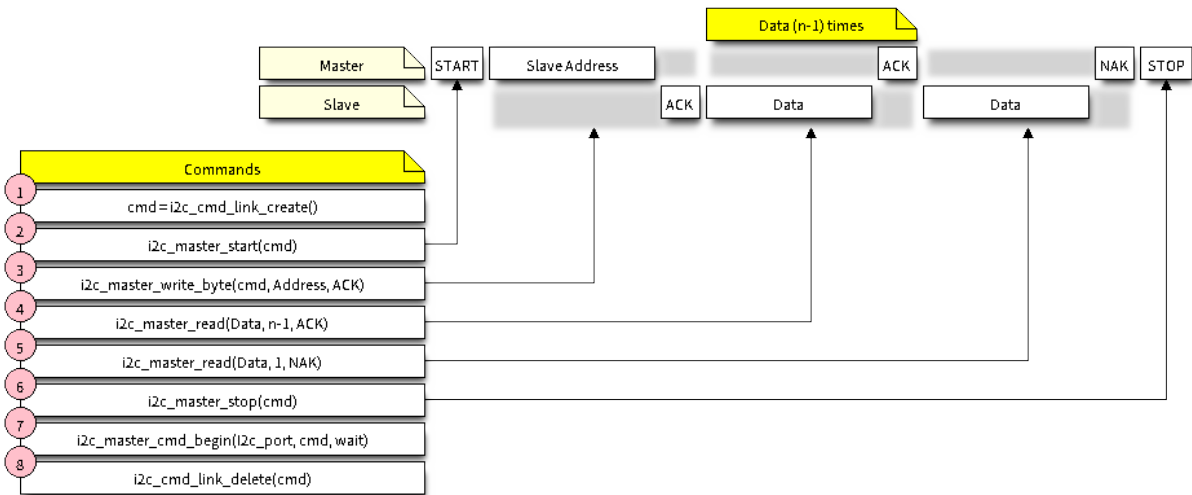 Data (n-1) times
Master START Slave Address ACK NAK STOP
Slave ACK Data Data
Commands
1
cmd=i2c_cmd_link_create()
2
i2c_master_start(cmd)
3
i2c_master_write_byte(cmd, Address, ACK)
4
i2c_master_read(Data, n-1, ACK)
5
i2c_master_read(Data, 1, NAK)
6
i2c_master_stop(cmd)
7
i2c_master_cmd_begin(I2c_port, cmd, wait)
8
i2c_cmd_link_delete(cmd)